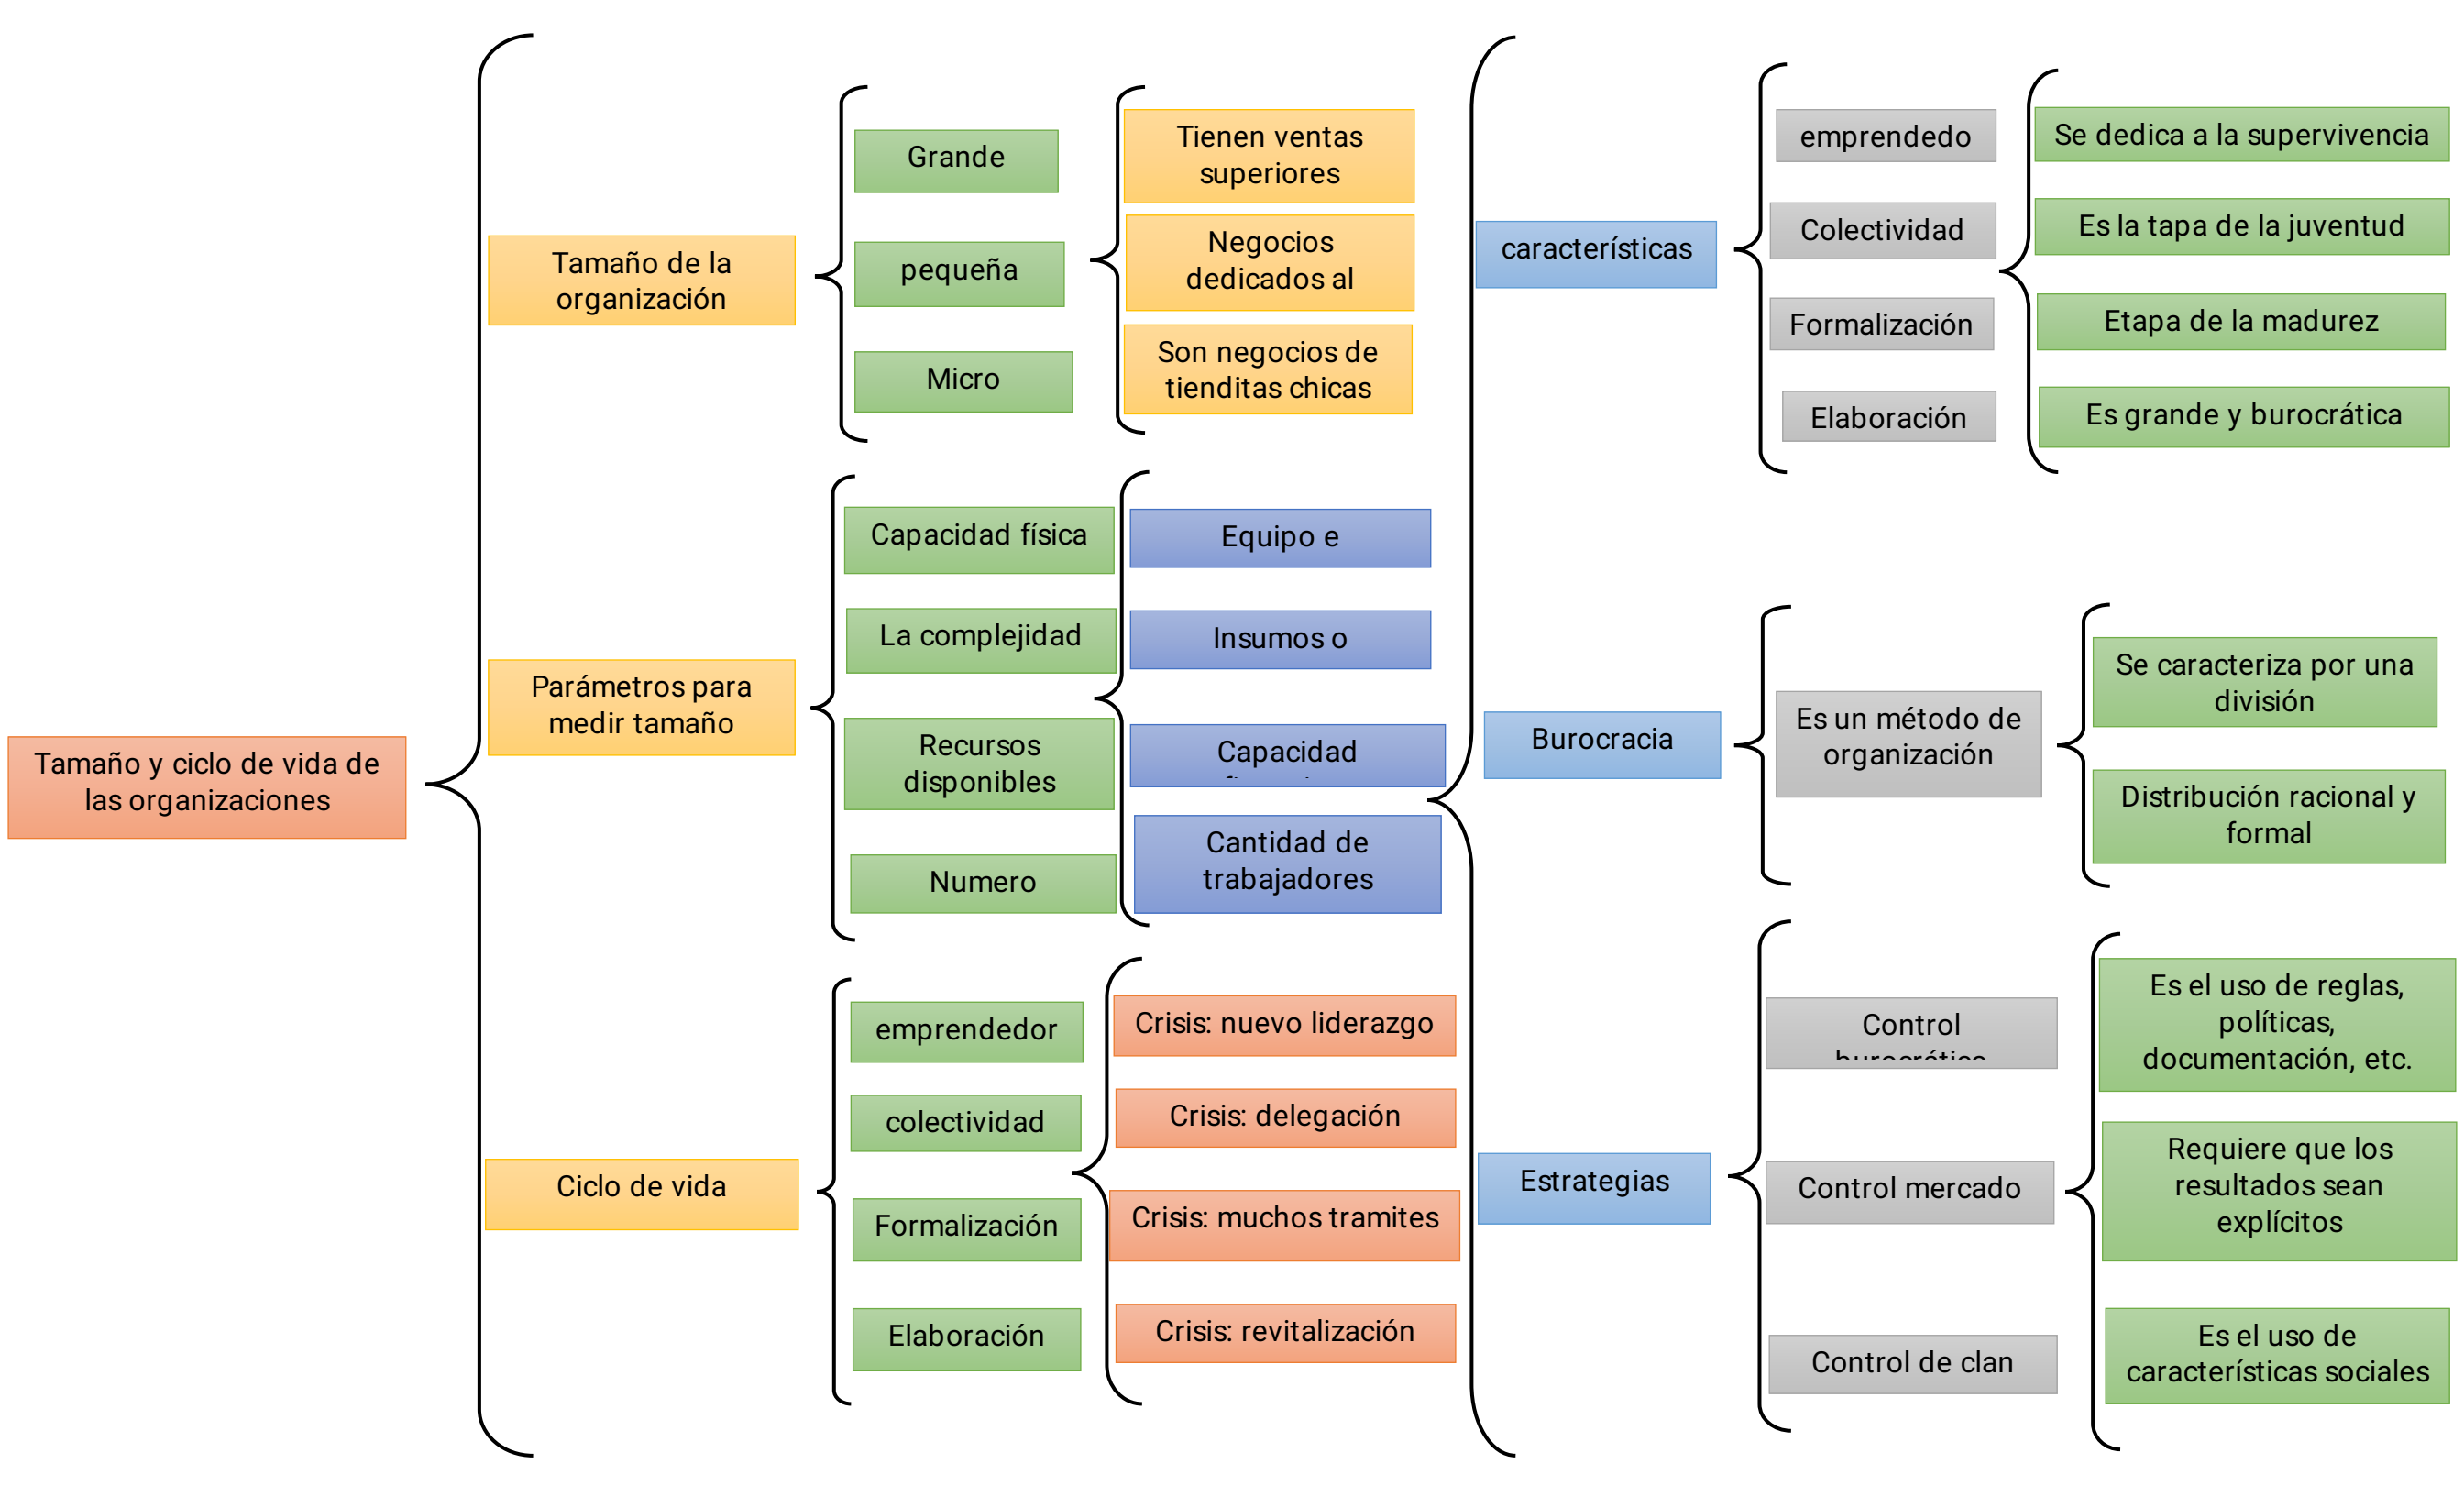 Tamaño y ciclo de vida de
las organizaciones
Tamaño de la
organización
Grande
pequeña
Micro
Tienen ventas
superiores
Negocios
dedicados al
Son negocios de
tienditas chicas
Parámetros para
medir tamaño
Capacidad física
La complejidad
Recursos
disponibles
Numero
Equipo e
Insumos o
Capacidad
Cantidad de
trabajadores
Ciclo de vida
emprendedor
colectividad
Formalización
Elaboración
Crisis: nuevo liderazgo
Crisis: delegación
Crisis: muchos tramites
Crisis: revitalización
características
emprendedo
Colectividad
Formalización
Elaboración
Se dedica a la supervivencia
Es la tapa de la juventud
Etapa de la madurez
Es grande y burocrática
Burocracia
Es un método de
organización
Se caracteriza por una
división
Distribución racional y
formal
Estrategias
Control
Control mercado
Control de clan
Es el uso de reglas,
políticas,
documentación, etc.
Requiere que los
resultados sean
explícitos
Es el uso de
características sociales